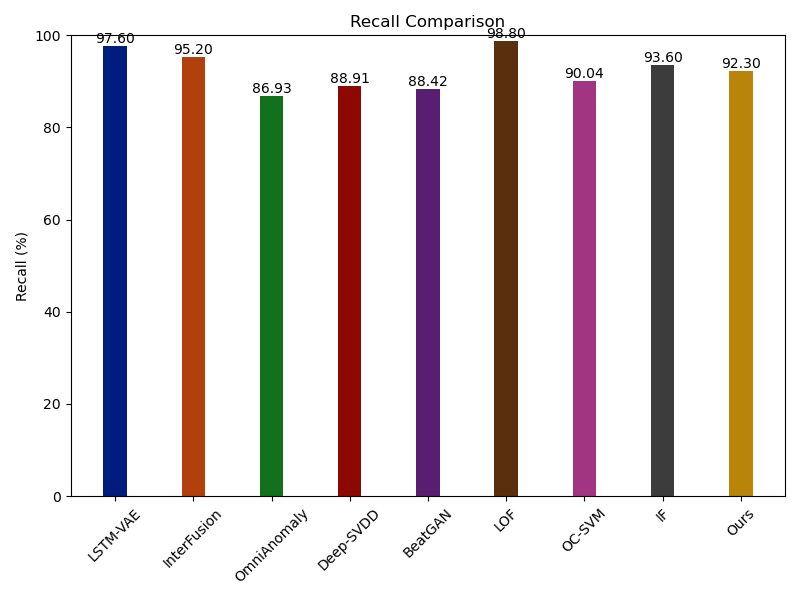 Recall Comparison
Recall (%)
100
80
60
40
20
0
97.60
95.20
86.93
88.91
88.42
98.80
90.04
93.60
92.30
LSTM-VAE
InterFusion
OmniAnomaly
Deep-SVDD
BeatGAN
LOF
OC-SVM
IF
Ours